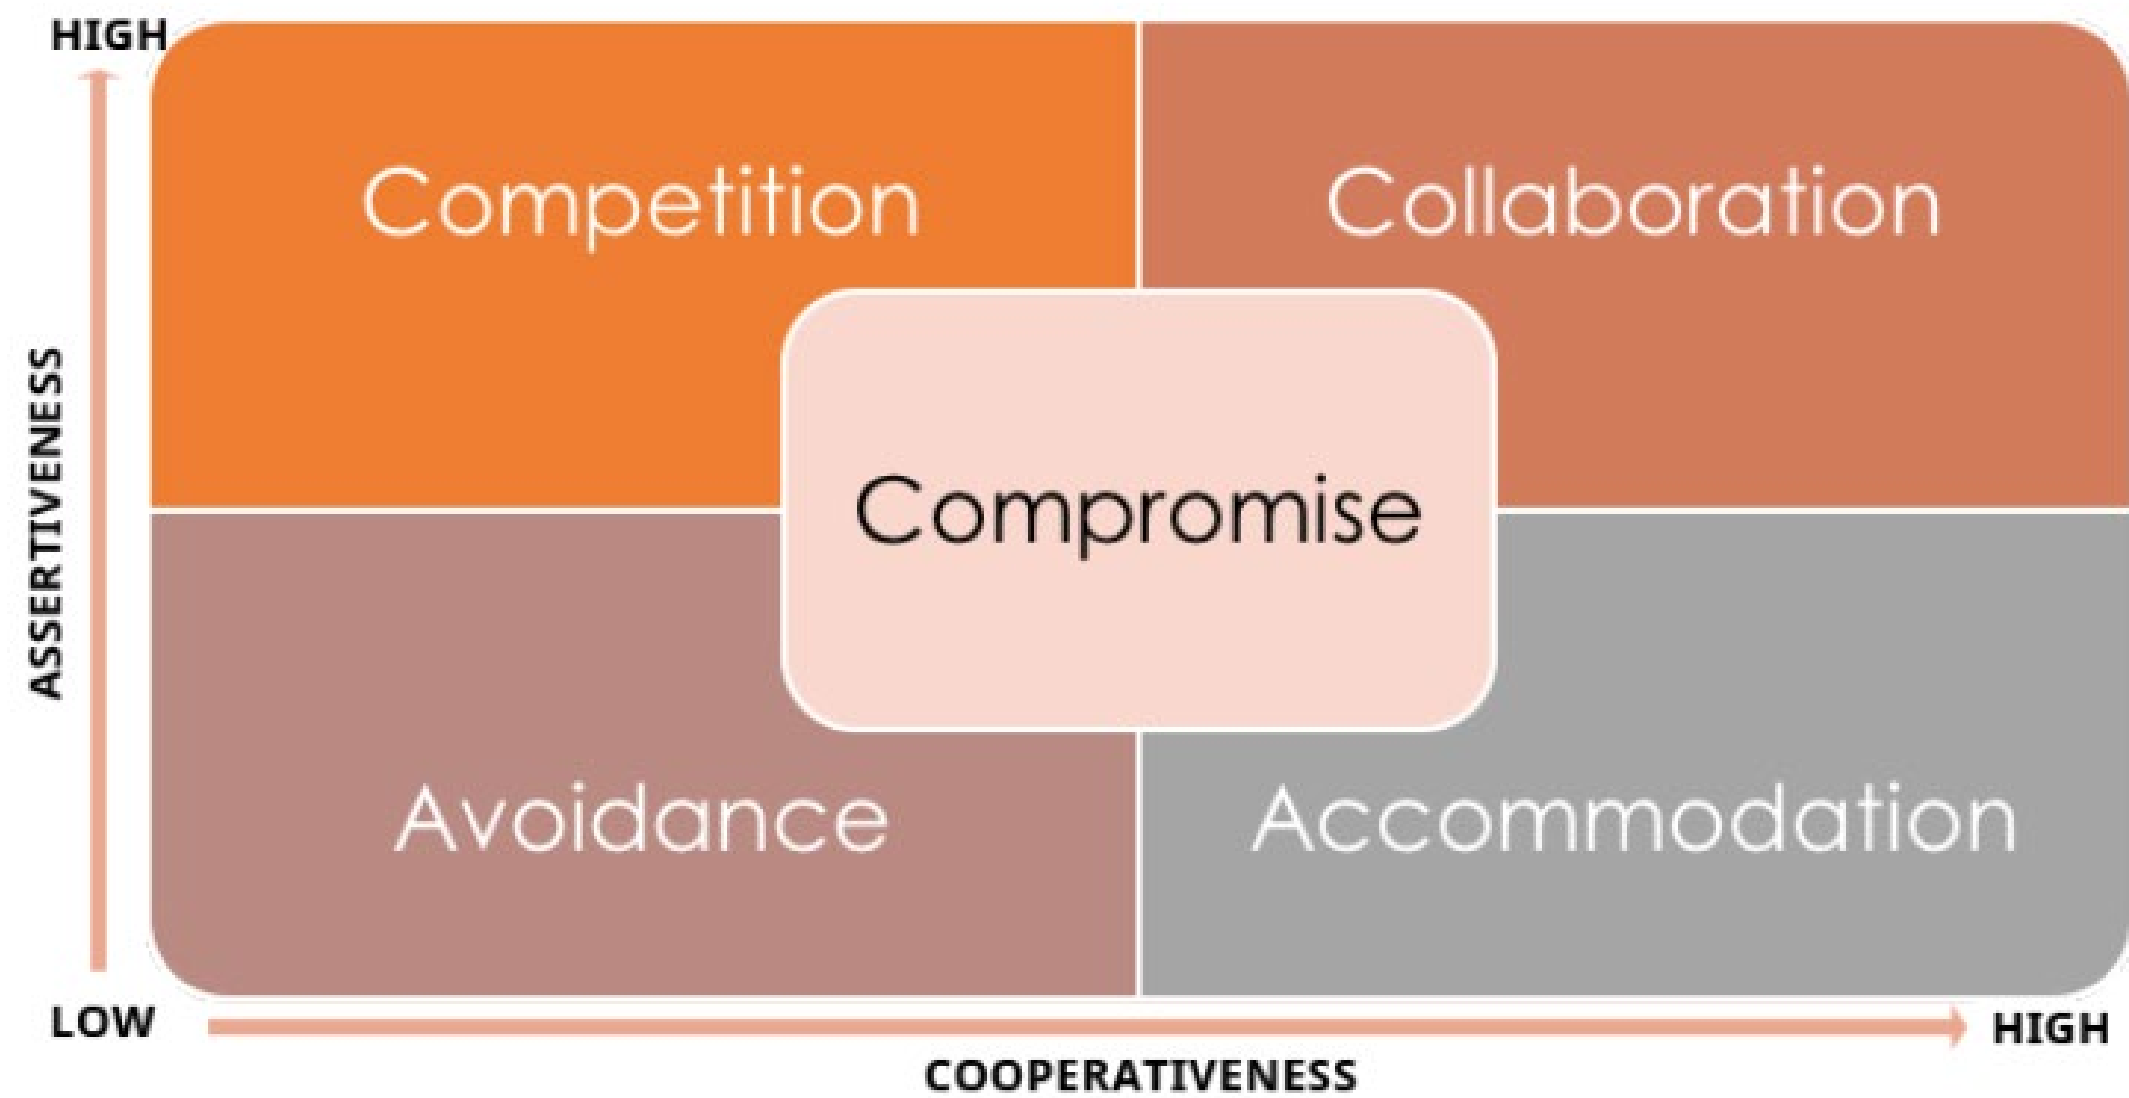 HIGH
Competition
Collaboration
ASSERTIVENESS
Compromise
Avoidance
Accommodation
LOW
HIGH
COOPERATIVENESS